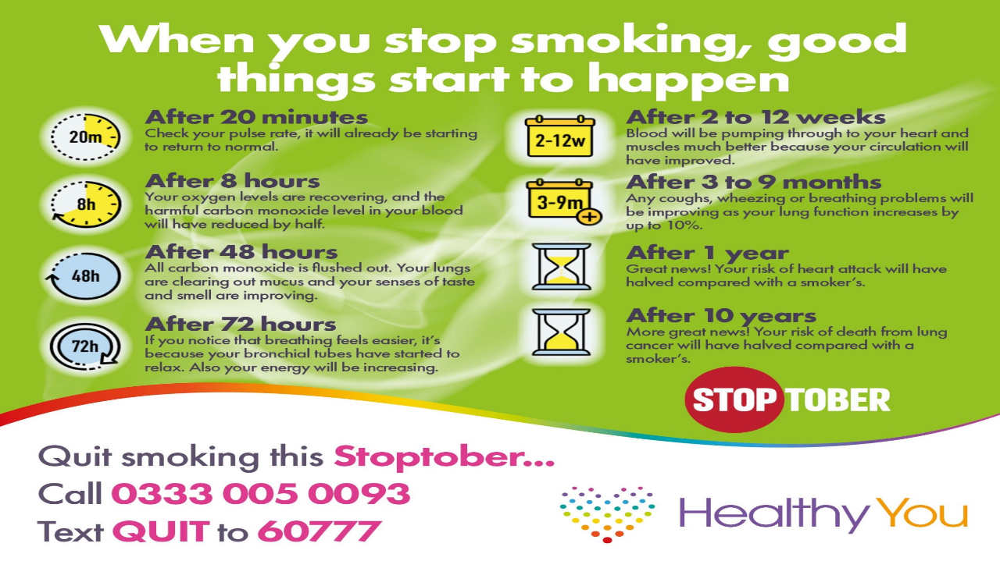 When you stop smoking, good
things start to happen
20m
After 20 minutes
Check your pulse rate, it will already be starting
to return to normal.
8h
After 8 hours
Your oxygen levels are recovering, and the
harmful carbon monoxide level in your blood
will have reduced by half.
48h
After 48 hours
All carbon monoxide is flushed out. Your lungs
are clearing out mucus and your senses of taste
and smell are improving.
72h
After 72 hours
If you notice that breathing feels easier, it's
because your bronchial tubes have started to
relax. Also your energy will be increasing.
2-12w
After 2 to 12 weeks
Blood will be pumping through to your heart and
muscles much better because your circulation will
have improved.
3-9m
+
After 3 to 9 months
Any coughs, wheezing or breathing problems will
be improving as your lung function increases by
up to 10%.
After 1 year
Great news! Your risk of heart attack will have
halved compared with a smoker's.
After 10 years
More great news! Your risk of death from lung
cancer will have halved compared with a
smoker's.
STOPTOBER
Quit smoking this Stoptober...
Call 0333 005 0093
Text QUIT to 60777
Healthy You